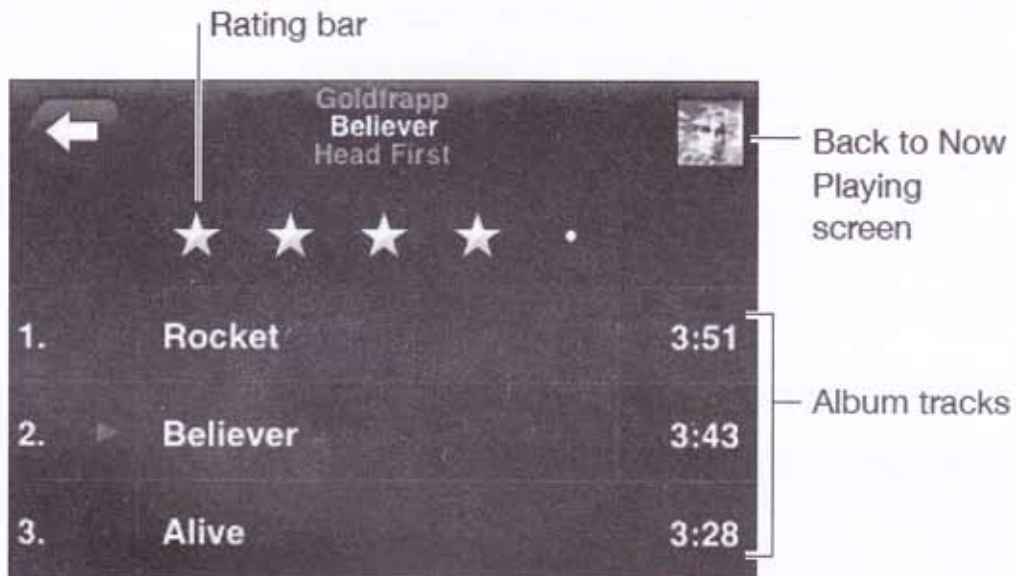 Rating bar
Goldfrapp
Believer
Head First
Back to Now
Playing
screen
1. Rocket 3:51
2. Believer 3:43
3. Alive 3:28
Album tracks